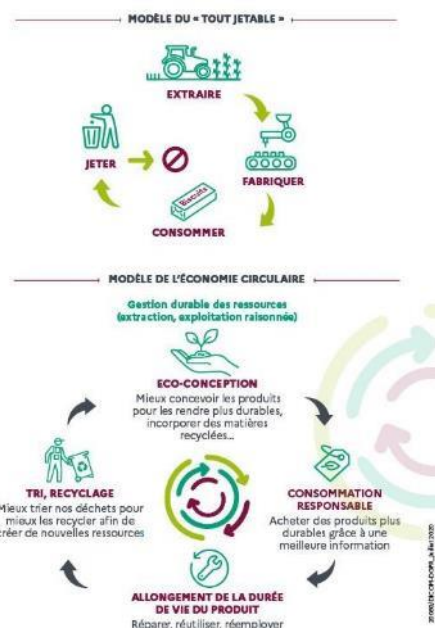 MODÈLE DU « TOUT JETABLE »
EXTRAIRE
JETER
FABRIQUER
Biscuits
CONSOMMER
MODÈLE DE L'ÉCONOMIE CIRCULAIRE
Gestion durable des ressources
(extraction, exploitation raisonnée)
ECO-CONCEPTION
Mieux concevoir les produits
pour les rendre plus durables,
incorporer des matières
recyclées...
TRI, RECYCLAGE
Mieux trier nos déchets pour
mieux les recycler afin de
créer de nouvelles ressources
CONSOMMATION
RESPONSABLE
Acheter des produits plus
durables grâce à une
meilleure information
ALLONGEMENT DE LA DURÉE
DE VIE DU PRODUIT
Réparer, réutiliser, réemployer